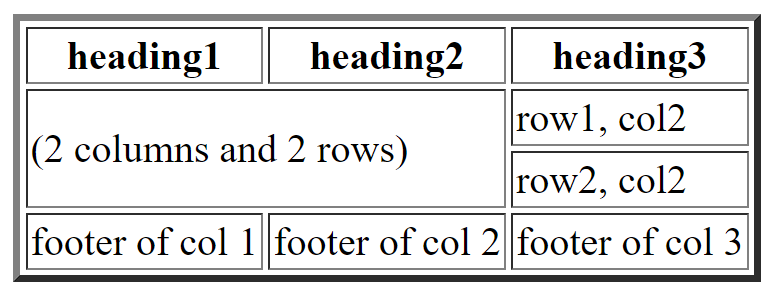 heading1 heading2 heading3
(2 columns and 2 rows)
row1, col2
row2, col2
footer of col 1 footer of col 2 footer of col 3